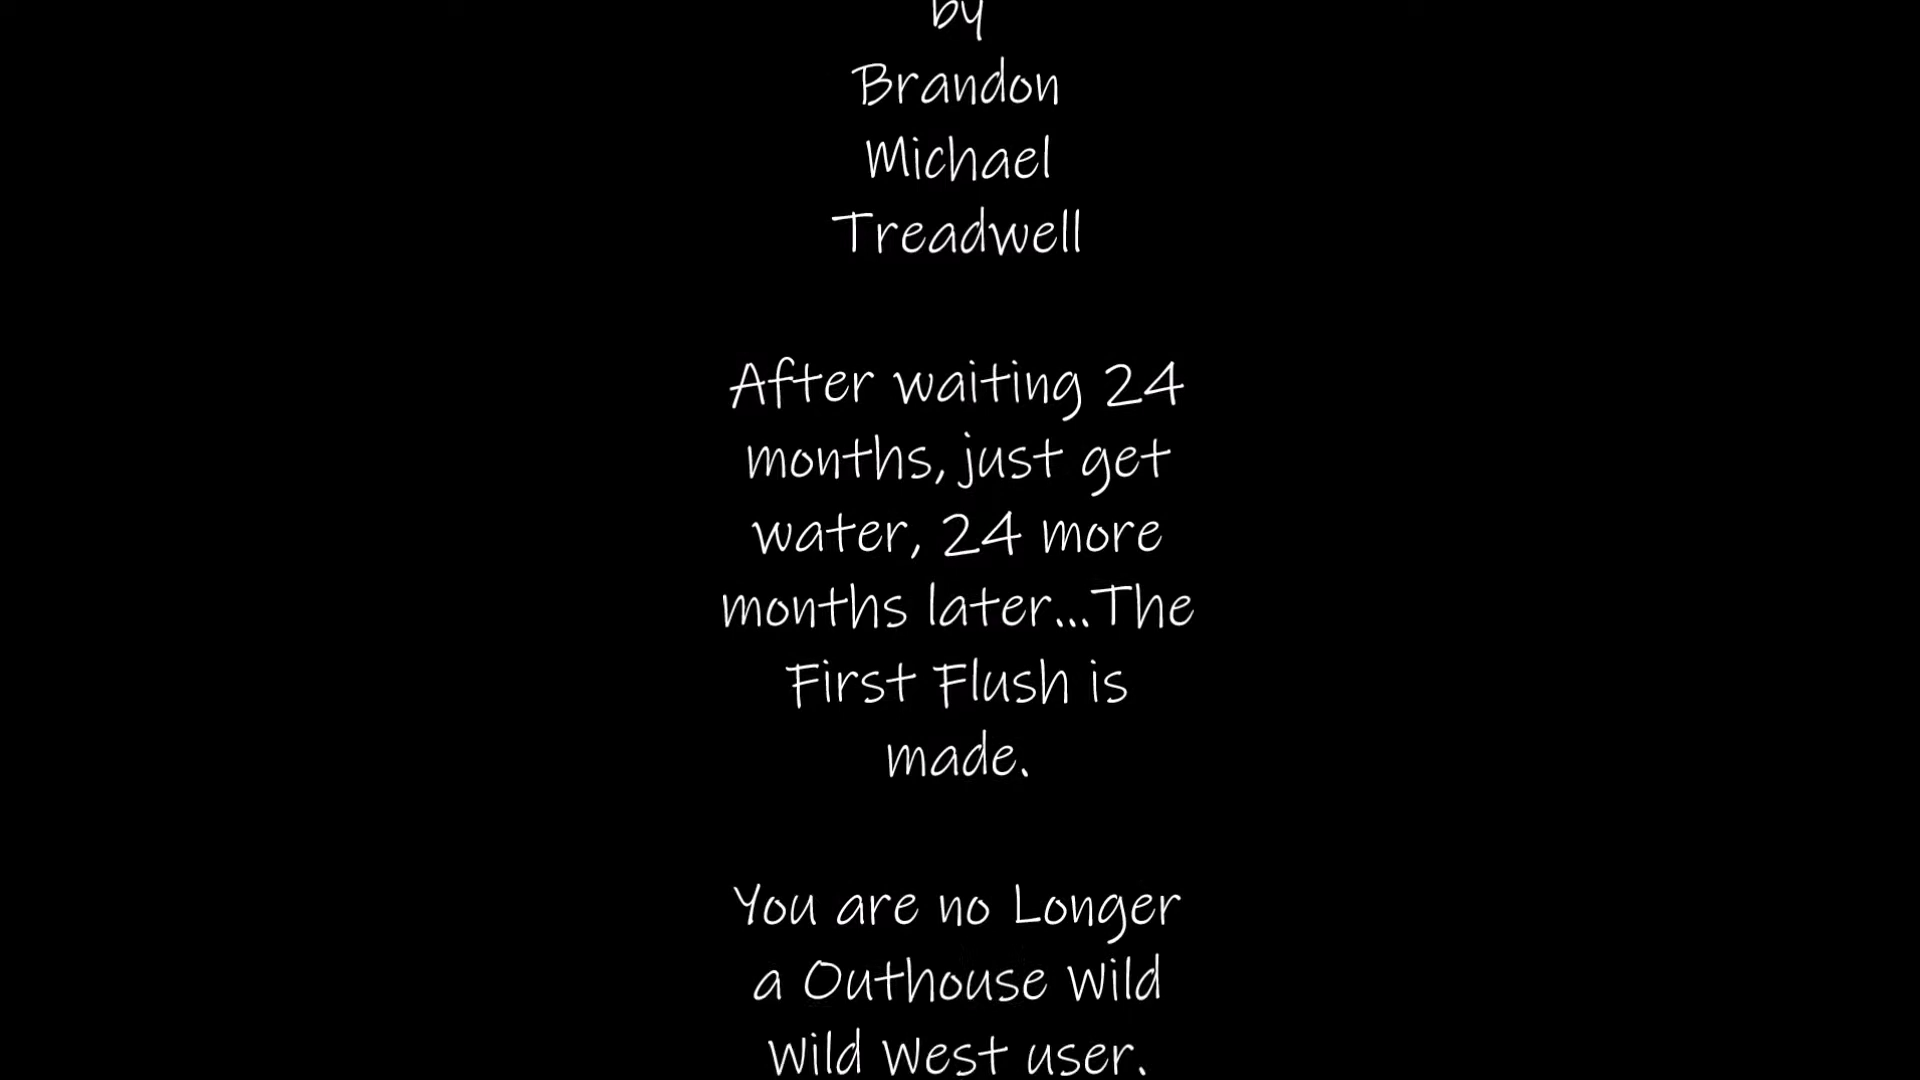 by
Brandon
Michael
Treadwell
After waiting 24
months, just get
water, 24 more
months later...The
First Flush is
made.
You are no Longer
a Outhouse Wild
Wild West user.